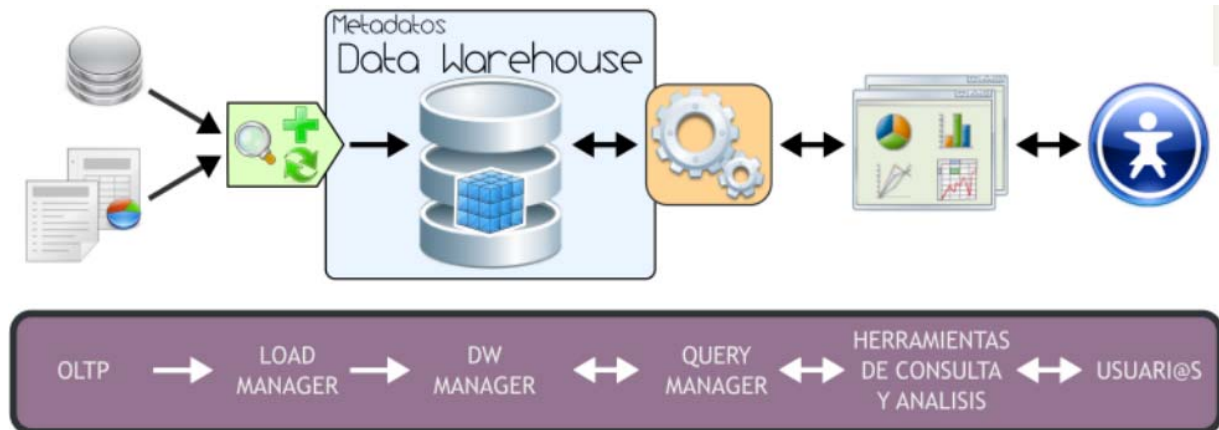 Metadatos
Data Warehouse
OLTP
LOAD
MANAGER
DW
MANAGER
QUERY
MANAGER
HERRAMIENTAS
DE CONSULTA
Y ANALISIS
USUARI@S